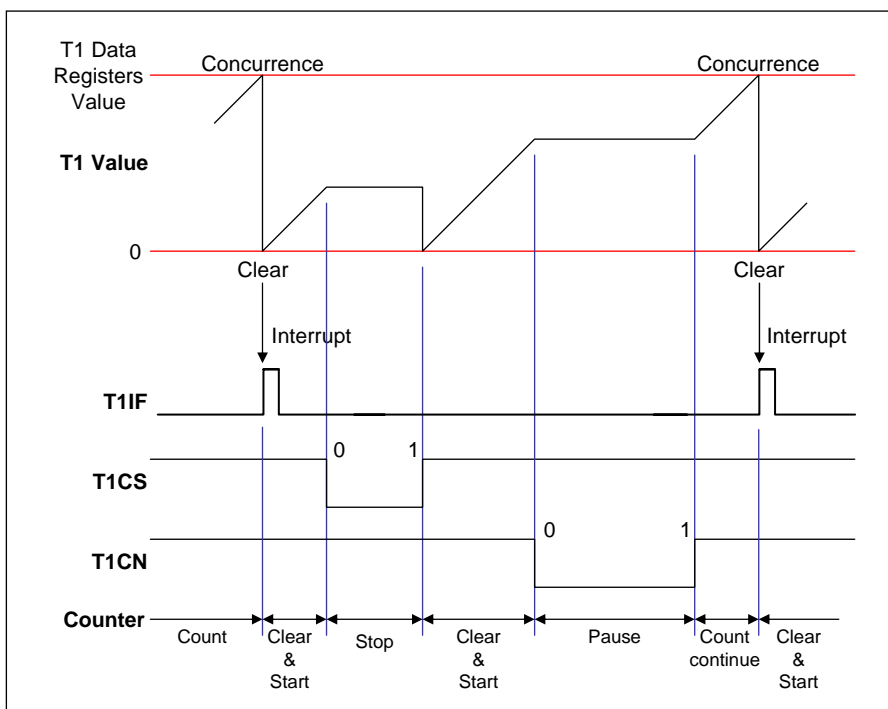 T1 Data
Registers
Value
Concurrence
Concurrence
T1 Value
0
Clear
Clear
Interrupt
Interrupt
T1IF
0
1
T1CS
0
1
T1CN
Counter
Count
Clear
&
Start
Stop
Clear
&
Start
Pause
Count
continue
Clear
&
Start